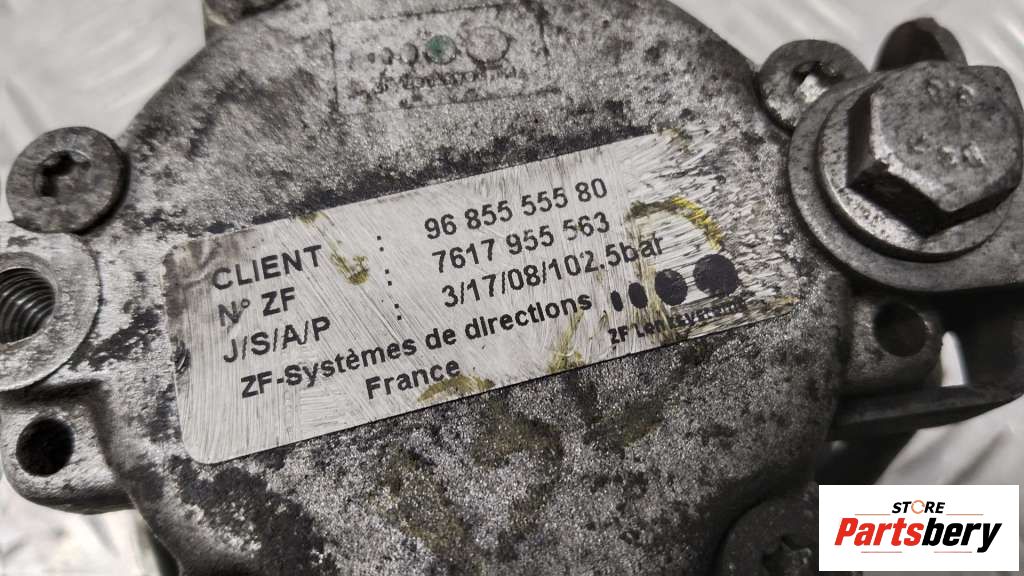 CLIENT : 96 855 555 80
N° ZF : 7617 955 563
J/S/A/P : 3/17/08/102.5bar
ZF-Systèmes de directions
France
ZF Lenksysteme
STORE
Partsbery